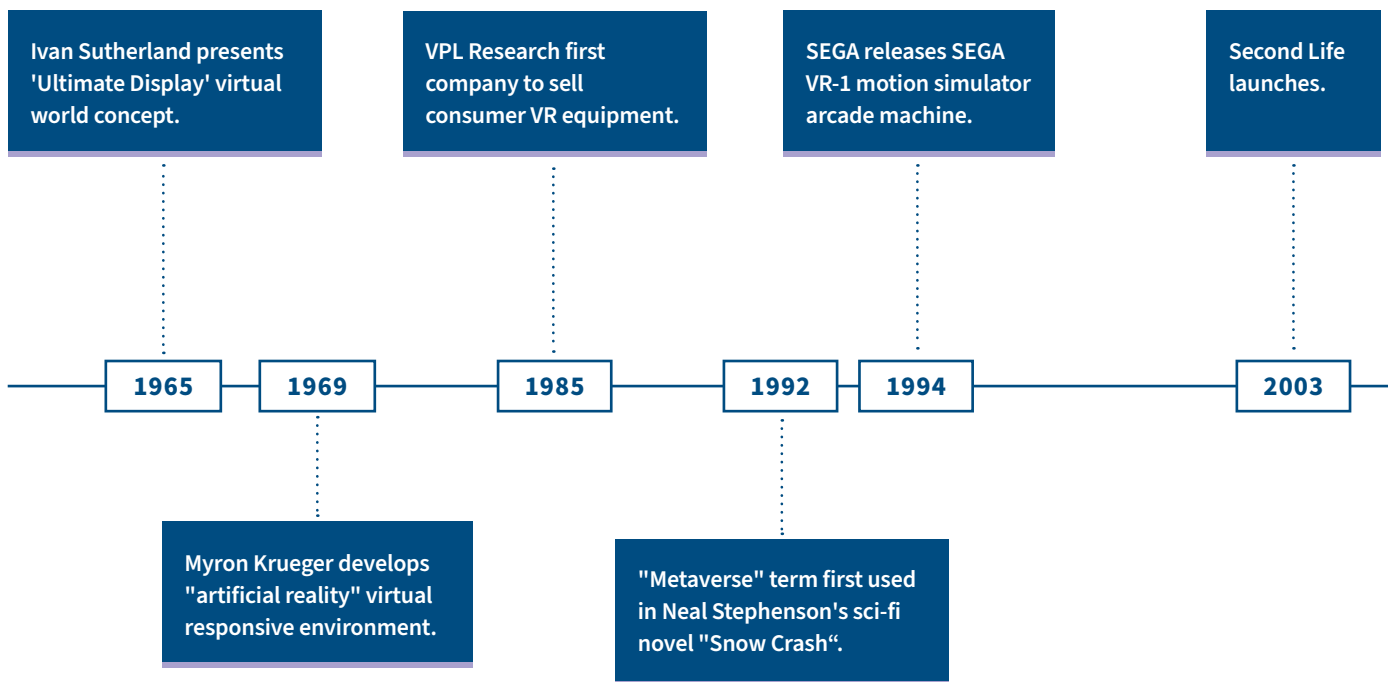 Ivan Sutherland presents
'Ultimate Display' virtual
world concept.
VPL Research first
company to sell
consumer VR equipment.
SEGA releases SEGA
VR-1 motion simulator
arcade machine.
Second Life
launches.
1965
1969
1985
1992
1994
2003
Myron Krueger develops
"artificial reality" virtual
responsive environment.
"Metaverse" term first used
in Neal Stephenson's sci-fi
novel "Snow Crash“.